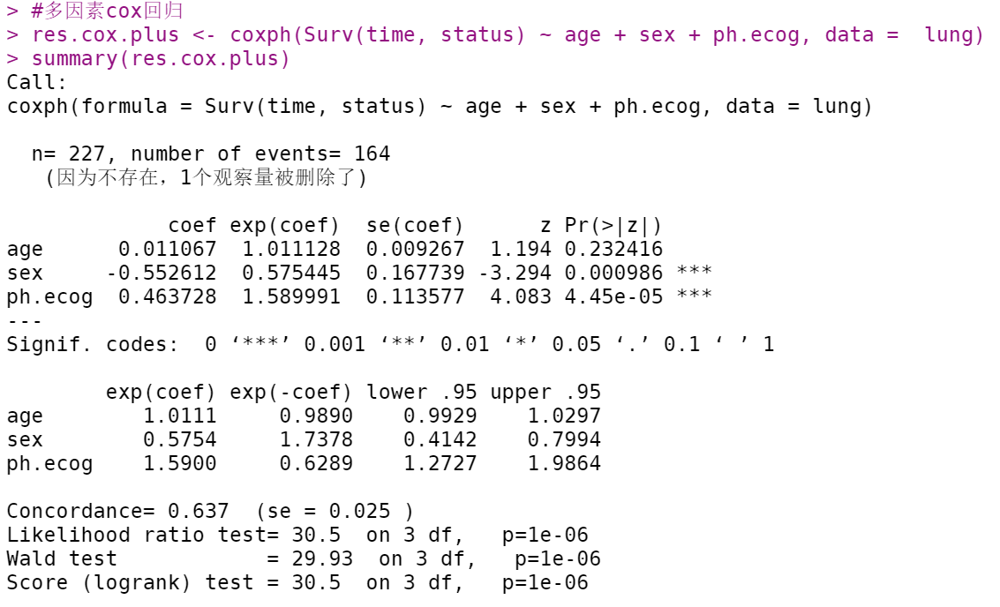 > #多因素cox回归
> res.cox.plus <- coxph(Surv(time, status) ~ age + sex + ph.ecog, data =  lung)
> summary(res.cox.plus)
Call:
coxph(formula = Surv(time, status) ~ age + sex + ph.ecog, data = lung)

  n= 227, number of events= 164
   (因为不存在，1个观察量被删除了)

             coef exp(coef)  se(coef)      z Pr(>|z|)
age      0.011067  1.011128  0.009267  1.194 0.232416
sex     -0.552612  0.575445  0.167739 -3.294 0.000986 ***
ph.ecog  0.463728  1.589991  0.113577  4.083 4.45e-05 ***
---
Signif. codes:  0 ‘***’ 0.001 ‘**’ 0.01 ‘*’ 0.05 ‘.’ 0.1 ‘ ’ 1

        exp(coef) exp(-coef) lower .95 upper .95
age        1.0111     0.9890    0.9929    1.0297
sex        0.5754     1.7378    0.4142    0.7994
ph.ecog    1.5900     0.6289    1.2727    1.9864

Concordance= 0.637  (se = 0.025 )
Likelihood ratio test= 30.5  on 3 df,   p=1e-06
Wald test            = 29.93  on 3 df,   p=1e-06
Score (logrank) test = 30.5  on 3 df,   p=1e-06